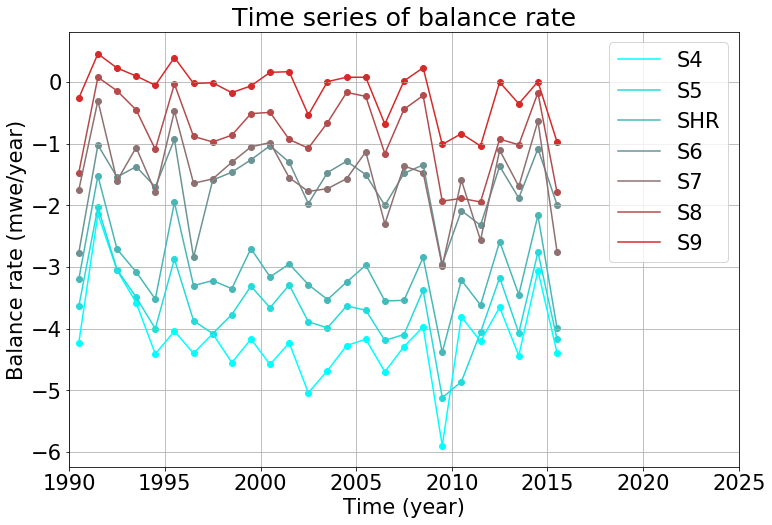 Time series of balance rate
Balance rate (mwe/year)
0
−1
−2
−3
−4
−5
−6
S4
S5
SHR
S6
S7
S8
S9
1990 1995 2000 2005 2010 2015 2020 2025
Time (year)